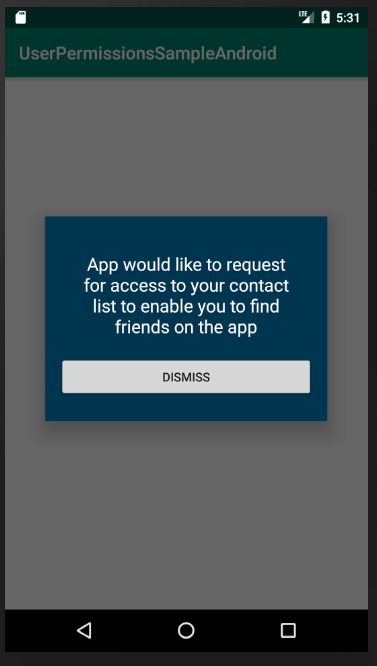 LTE 5:31
UserPermissionsSampleAndroid
App would like to request
for access to your contact
list to enable you to find
friends on the app
DISMISS